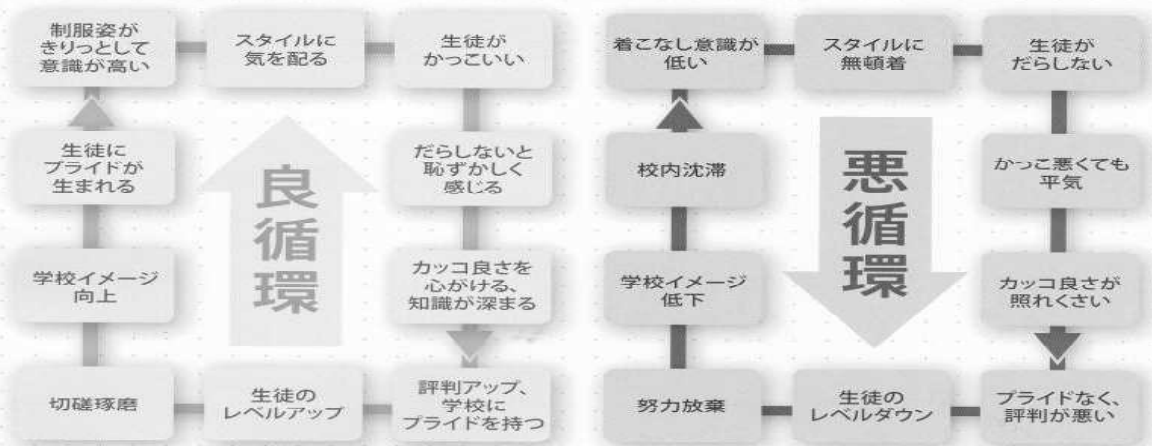 制服姿が
きりっとして
意識が高い
スタイルに
気を配る
生徒が
かっこいい
だらしないと
恥ずかしく
感じる
カッコ良さを
心がける、
知識が深まる
評判アップ、
学校に
プライドを持つ
生徒の
レベルアップ
切磋琢磨
学校イメージ
向上
生徒に
プライドが
生まれる
良循環
着こなし意識が
低い
スタイルに
無頓着
生徒が
だらしない
かっこ悪くても
平気
カッコ良さが
照れくさい
プライドなく、
評判が悪い
生徒の
レベルダウン
努力放棄
学校イメージ
低下
校内沈滞
悪循環